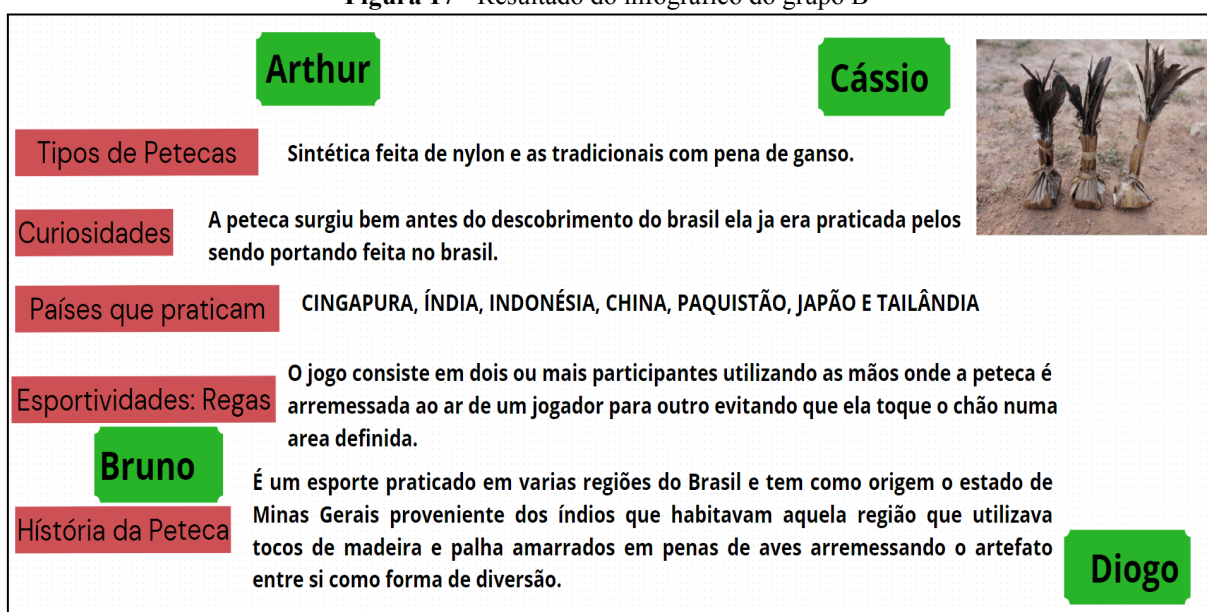 Arthur
Cássio
Tipos de Petecas
Sintética feita de nylon e as tradicionais com pena de ganso.
Curiosidades
A peteca surgiu bem antes do descobrimento do brasil ela ja era praticada pelos
sendo portando feita no brasil.
Países que praticam
CINGAPURA, ÍNDIA, INDONÉSIA, CHINA, PAQUISTÃO, JAPÃO E TAILÂNDIA
Esportividades: Regas
O jogo consiste em dois ou mais participantes utilizando as mãos onde a peteca é
arremessada ao ar de um jogador para outro evitando que ela toque o chão numa
area definida.
Bruno
Hístória da Peteca
É um esporte praticado em varias regiões do Brasil e tem como origem o estado de
Minas Gerais proveniente dos índios que habitavam aquela região que utilizava
tocos de madeira e palha amarrados em penas de aves arremessando o artefato
entre si como forma de diversão.
Diogo